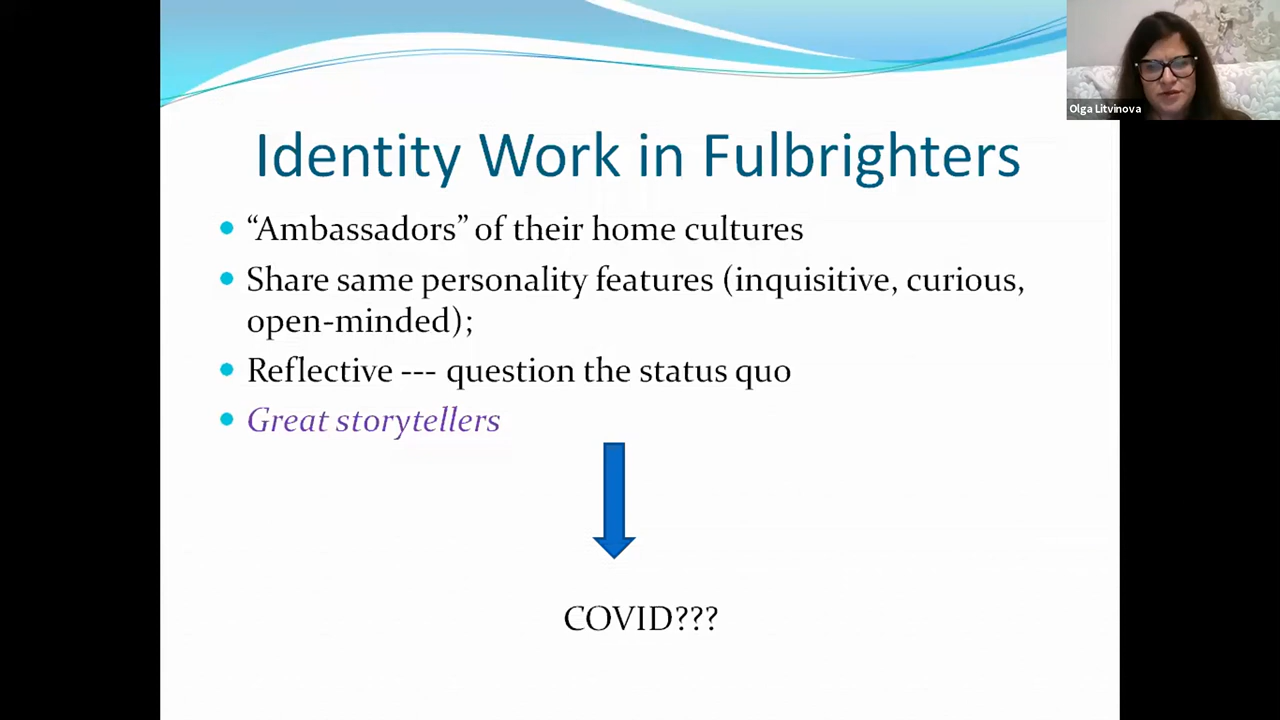 Olga Litvinova
Identity Work in Fulbrighters
“Ambassadors” of their home cultures
Share same personality features (inquisitive, curious,
open-minded);
Reflective --- question the status quo
Great storytellers
COVID???